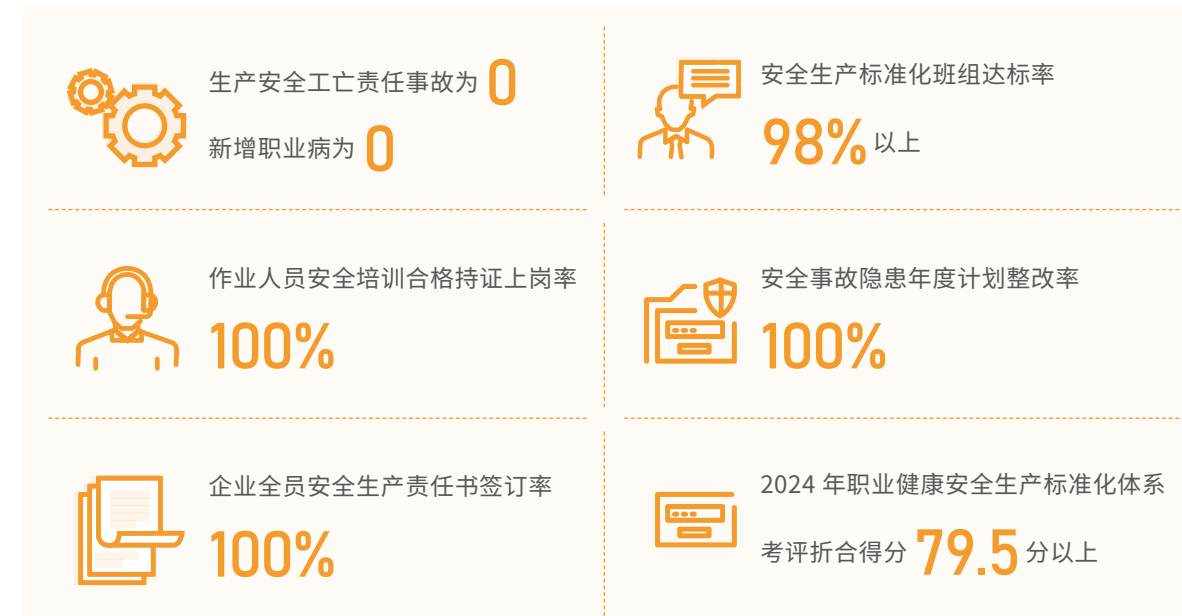 生产安全工亡责任事故为 0
新增职业病为 0
安全生产标准化班组达标率
98% 以上
作业人员安全培训合格持证上岗率
100%
安全事故隐患年度计划整改率
100%
企业全员安全生产责任书签订率
100%
2024 年职业健康安全生产标准化体系
考评折合得分 79.5 分以上